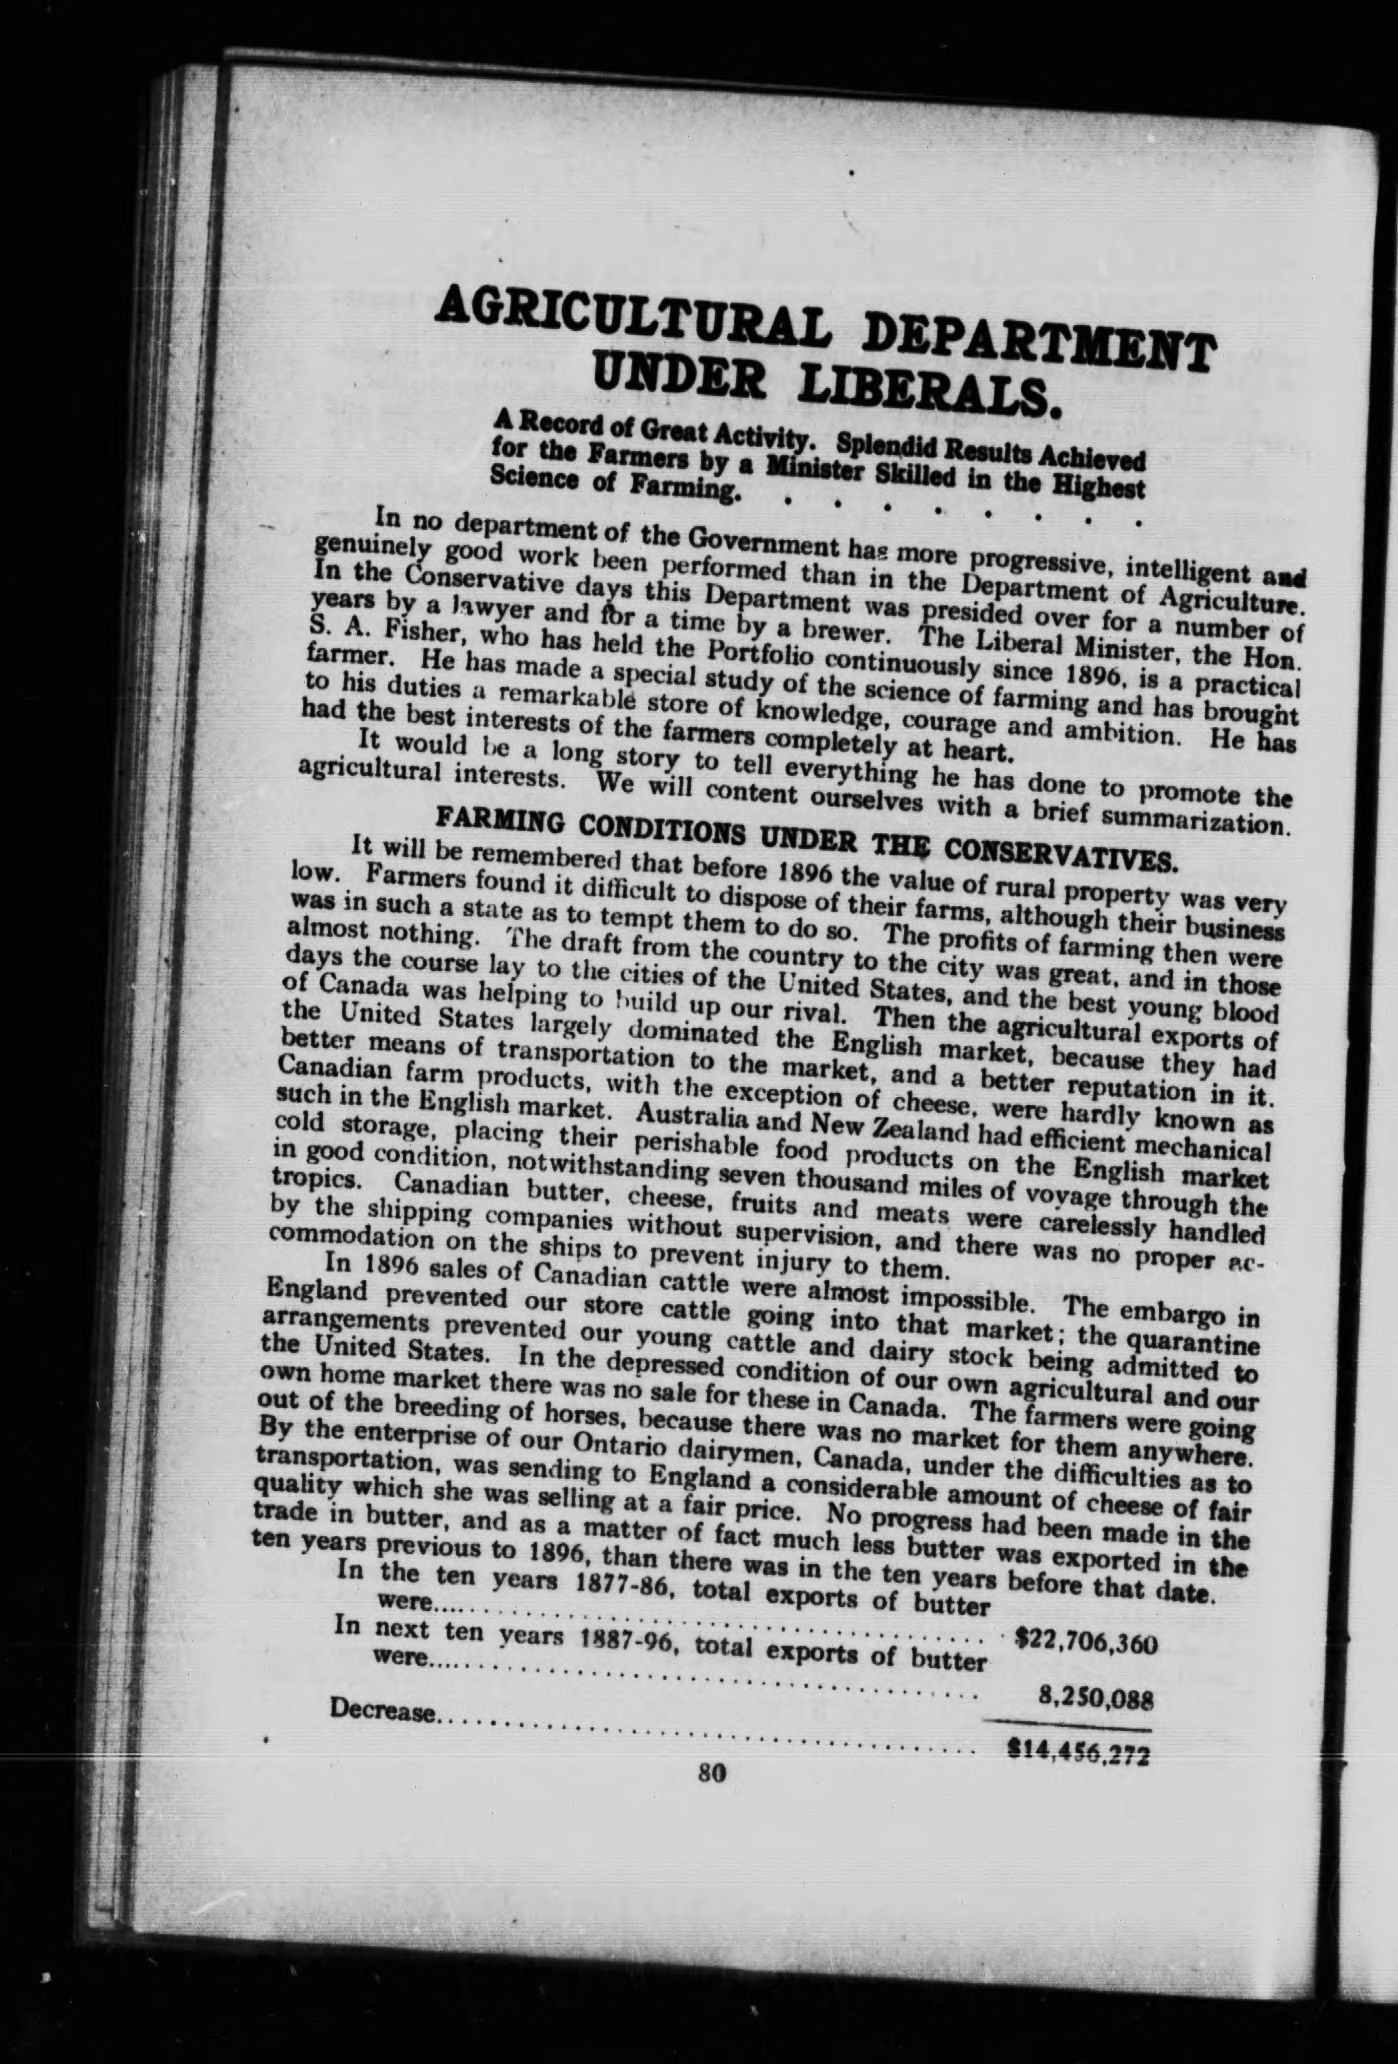 AGRICULTURAL DEPARTMENT
UNDER LIBERALS.
A Record of Great Activity. Splendid Results Achieved
for the Farmers by a Minister Skilled in the Highest
Science of Farming. . . . . . . . .
In no department of the Government has more progressive, intelligent and
genuinely good work been performed than in the Department of Agriculture.
In the Conservative days this Department was presided over for a number of
years by a lawyer and for a time by a brewer. The Liberal Minister, the Hon.
S. A. Fisher, who has held the Portfolio continuously since 1896, is a practical
farmer. He has made a special study of the science of farming and has brought
to his duties a remarkable store of knowledge, courage and ambition. He has
had the best interests of the farmers completely at heart.
It would be a long story to tell everything he has done to promote the
agricultural interests. We will content ourselves with a brief summarization.
FARMING CONDITIONS UNDER THE CONSERVATIVES.
It will be remembered that before 1896 the value of rural property was very
low. Farmers found it difficult to dispose of their farms, although their business
was in such a state as to tempt them to do so. The profits of farming then were
almost nothing. The draft from the country to the city was great, and in those
days the course lay to the cities of the United States, and the best young blood
of Canada was helping to build up our rival. Then the agricultural exports of
the United States largely dominated the English market, because they had
better means of transportation to the market, and a better reputation in it.
Canadian farm products, with the exception of cheese, were hardly known as
such in the English market. Australia and New Zealand had efficient mechanical
cold storage, placing their perishable food products on the English market
in good condition, notwithstanding seven thousand miles of voyage through the
tropics. Canadian butter, cheese, fruits and meats were carelessly handled
by the shipping companies without supervision, and there was no proper ac-
commodation on the ships to prevent injury to them.
In 1896 sales of Canadian cattle were almost impossible. The embargo in
England prevented our store cattle going into that market; the quarantine
arrangements prevented our young cattle and dairy stock being admitted to
the United States. In the depressed condition of our own agricultural and our
own home market there was no sale for these in Canada. The farmers were going
out of the breeding of horses, because there was no market for them anywhere.
By the enterprise of our Ontario dairymen, Canada, under the difficulties as to
transportation, was sending to England a considerable amount of cheese of fair
quality which she was selling at a fair price. No progress had been made in the
trade in butter, and as a matter of fact much less butter was exported in the
ten years previous to 1896, than there was in the ten years before that date.
In the ten years 1877-86, total exports of butter
were........................................ $22,706,360
In next ten years 1887-96, total exports of butter
were........................................ 8,250,088
Decrease........................................ $14,456,272
80